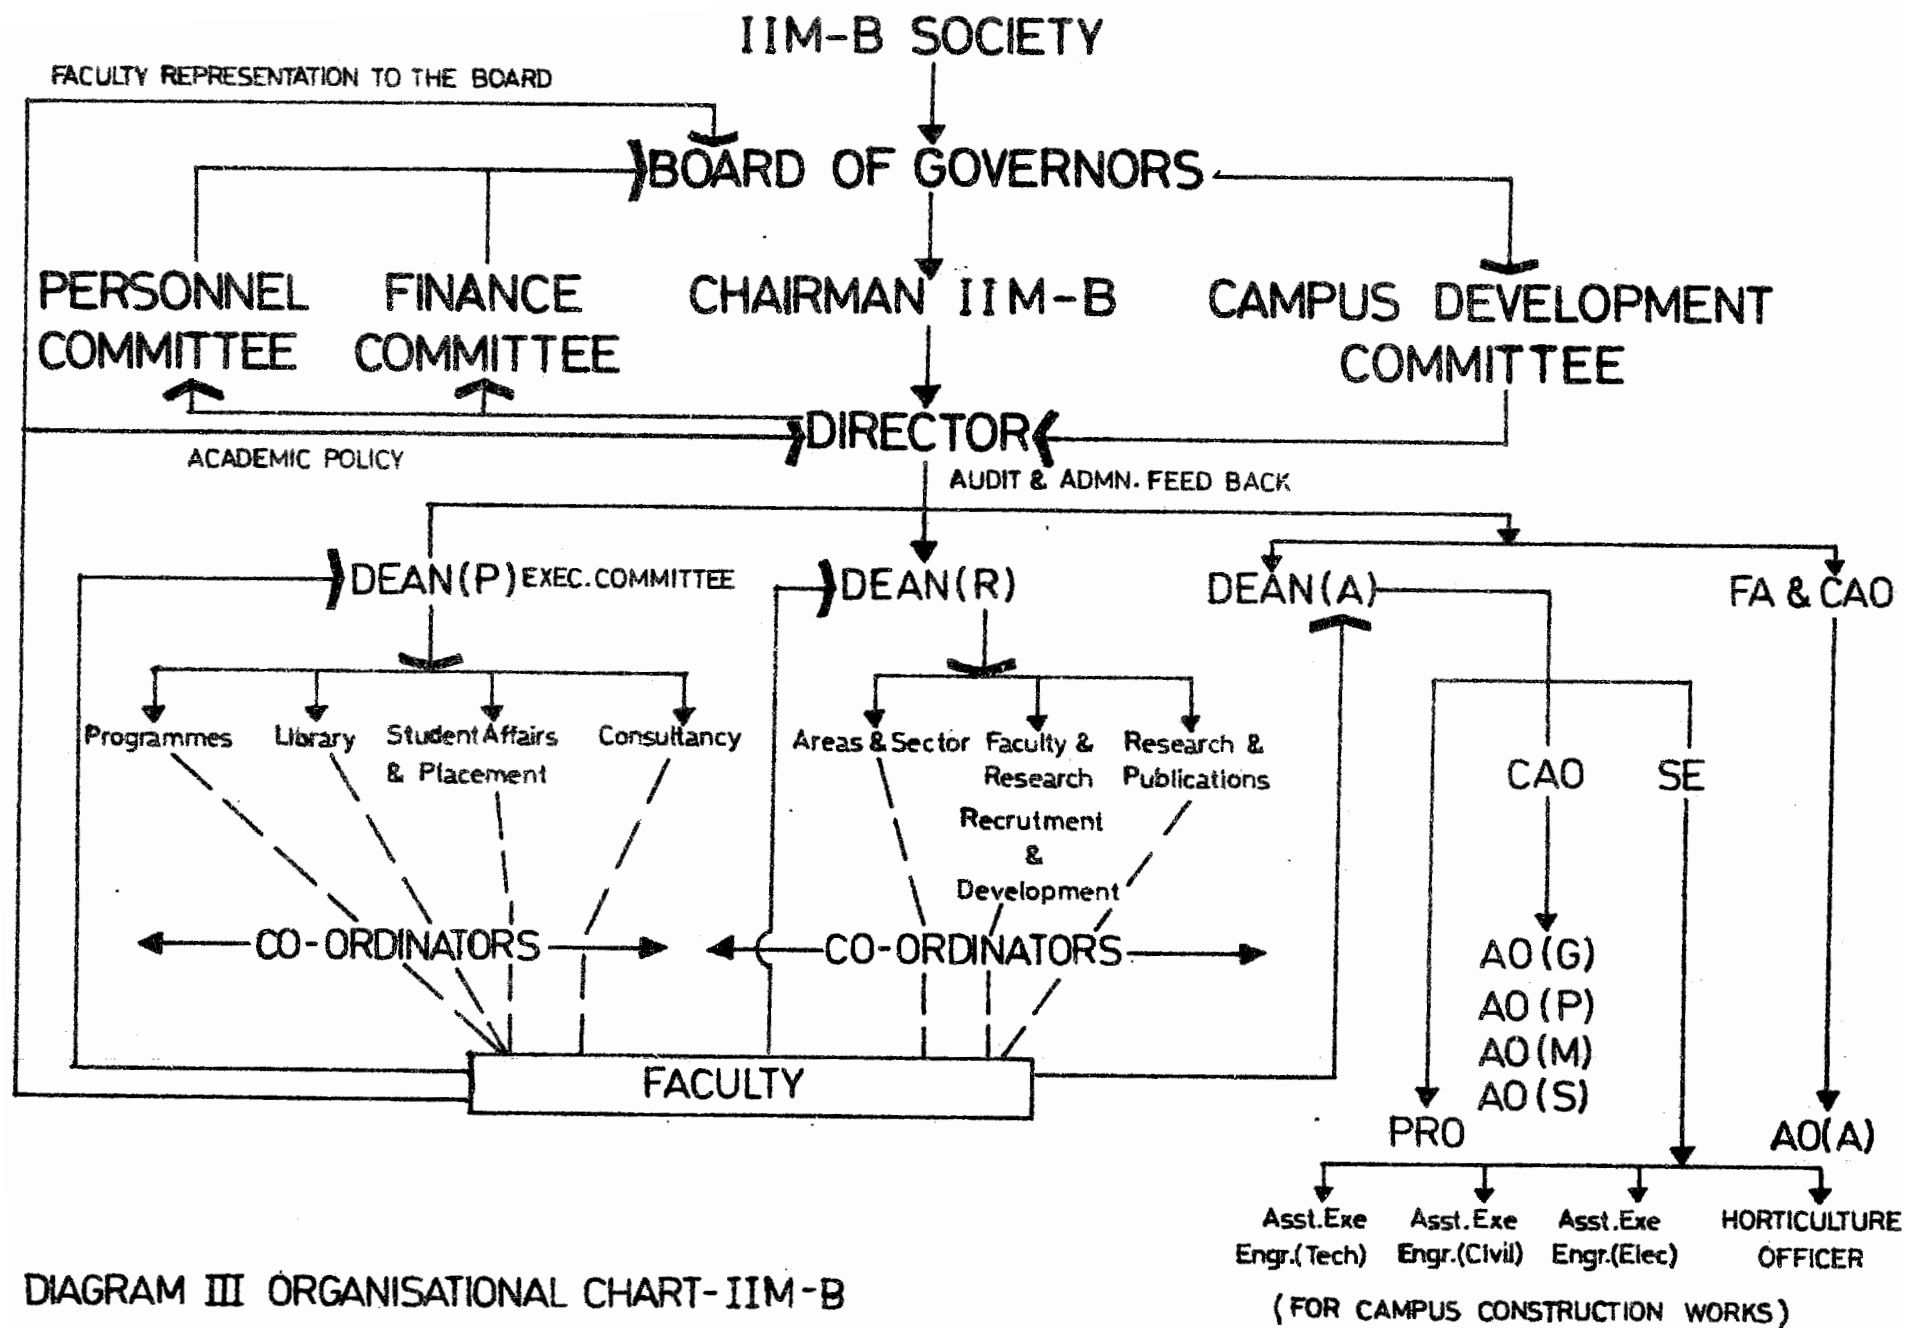 IIM-B SOCIETY
FACULTY REPRESENTATION TO THE BOARD
BOARD OF GOVERNORS
PERSONNEL
COMMITTEE
FINANCE
COMMITTEE
CHAIRMAN IIM-B
CAMPUS DEVELOPMENT
COMMITTEE
DIRECTOR
ACADEMIC POLICY
AUDIT & ADMN. FEED BACK
DEAN(P) EXEC. COMMITTEE
DEAN(R)
DEAN(A)
FA & CAO
Programmes
Library
Student Affairs
& Placement
Consultancy
Areas & Sector
Faculty &
Research
Recrutment
&
Development
Research &
Publications
CAO
SE
CO-ORDINATORS
CO-ORDINATORS
AO(G)
AO(P)
AO(M)
AO(S)
FACULTY
PRO
AO(A)
Asst.Exe
Engr.(Tech)
Asst.Exe
Engr.(Civil)
Asst.Exe
Engr.(Elec)
HORTICULTURE
OFFICER
(FOR CAMPUS CONSTRUCTION WORKS)
DIAGRAM III ORGANISATIONAL CHART-IIM-B